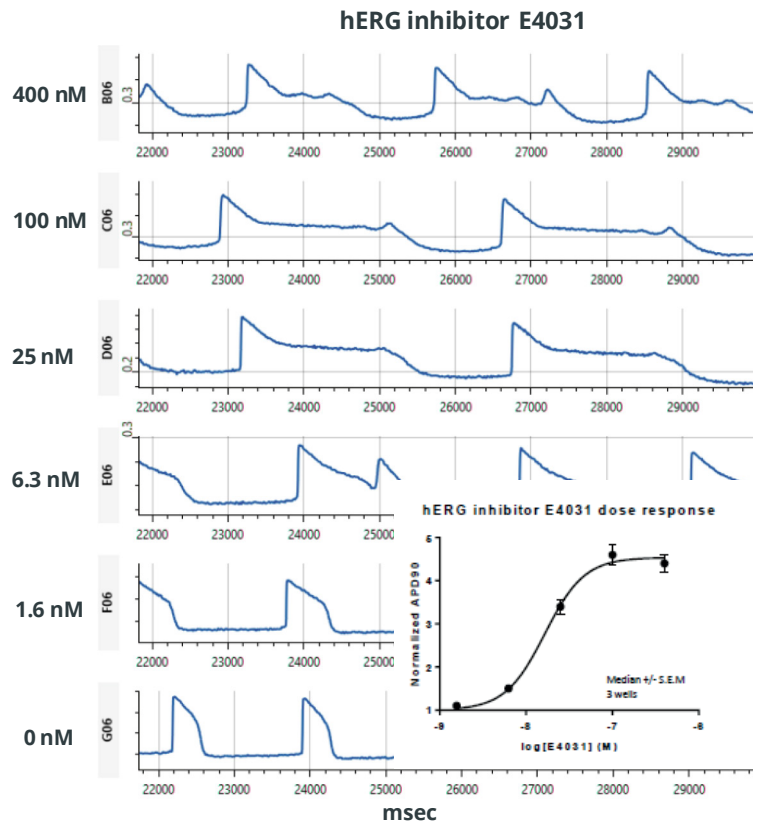 hERG inhibitor E4031
400 nM
B06
0.3
22000 23000 24000 25000 26000 27000 28000 29000
100 nM
C06
0.3
22000 23000 24000 25000 26000 27000 28000 29000
25 nM
D06
0.2
22000 23000 24000 25000 26000 27000 28000 29000
6.3 nM
E06
0.3
22000 23000 24000 25000
1.6 nM
F06
22000 23000 24000 2500
0 nM
G06
22000 23000 24000 25000 26000 27000 28000 29000
msec
hERG inhibitor E4031 dose response
Normalized APD90
5
4
3
2
1
-9 -8 -7 -6
log[E4031] (M)
Median +/- S.E.M
3 wells